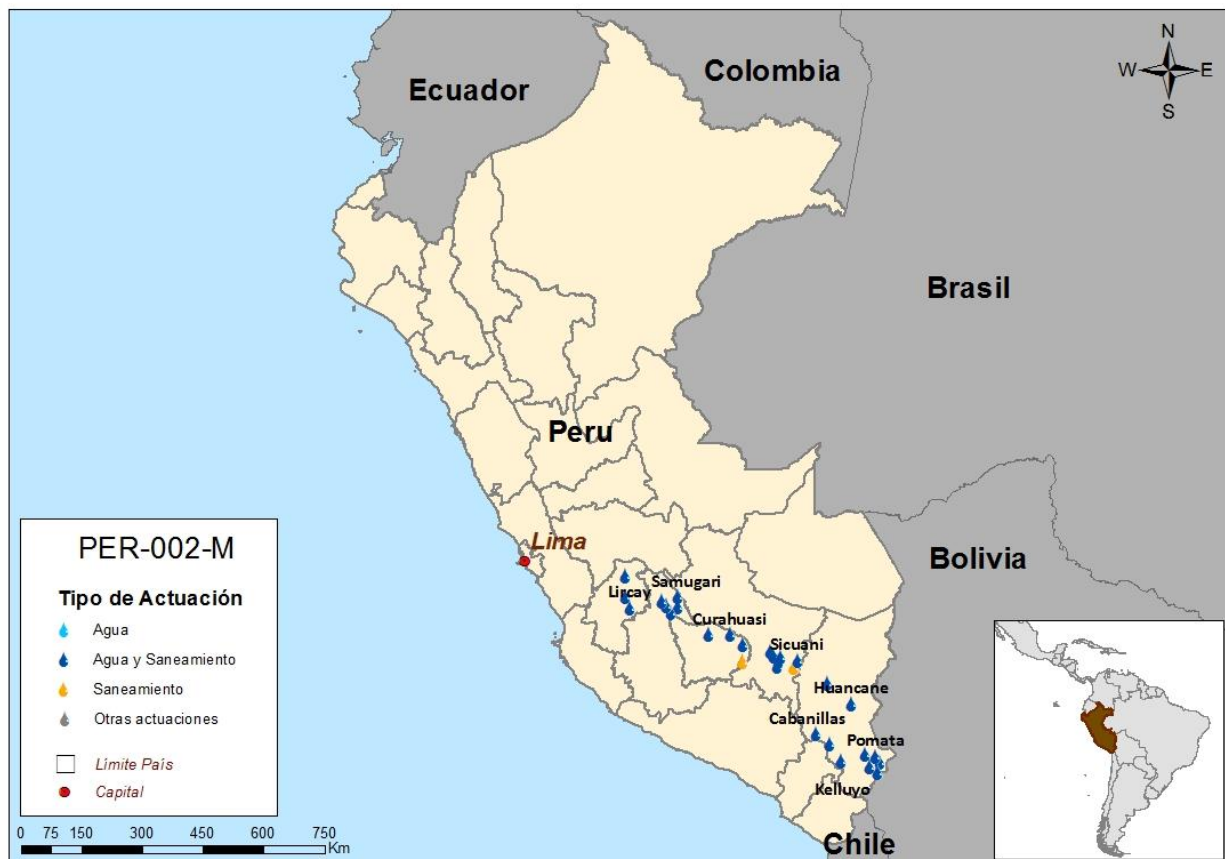 Colombia
N
W E
S
Ecuador
Brasil
Peru
Lima
Bolivia
Samugari
Lircay
Curahuasi
Sicuani
Huancane
Cabanillas
Pomata
Kelluyo
Chile
PER-002-M
Tipo de Actuación
Agua
Agua y Saneamiento
Saneamiento
Otras actuaciones
Límite País
Capital
0 75 150 300 450 600 750
Km